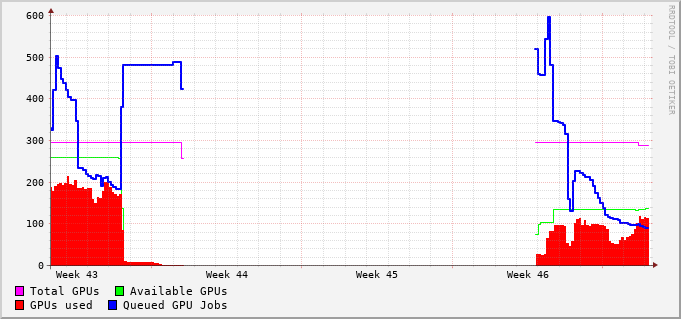 600
500
400
300
200
100
0
Week 43 Week 44 Week 45 Week 46
Total GPUs Available GPUs
GPUs used Queued GPU Jobs
RRDTOOL / TOBI OETIKER